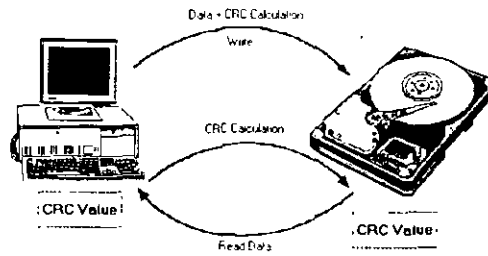 Data + CRC Calculation
Write
CRC Calculation
CRC Value
CRC Value
Read Data